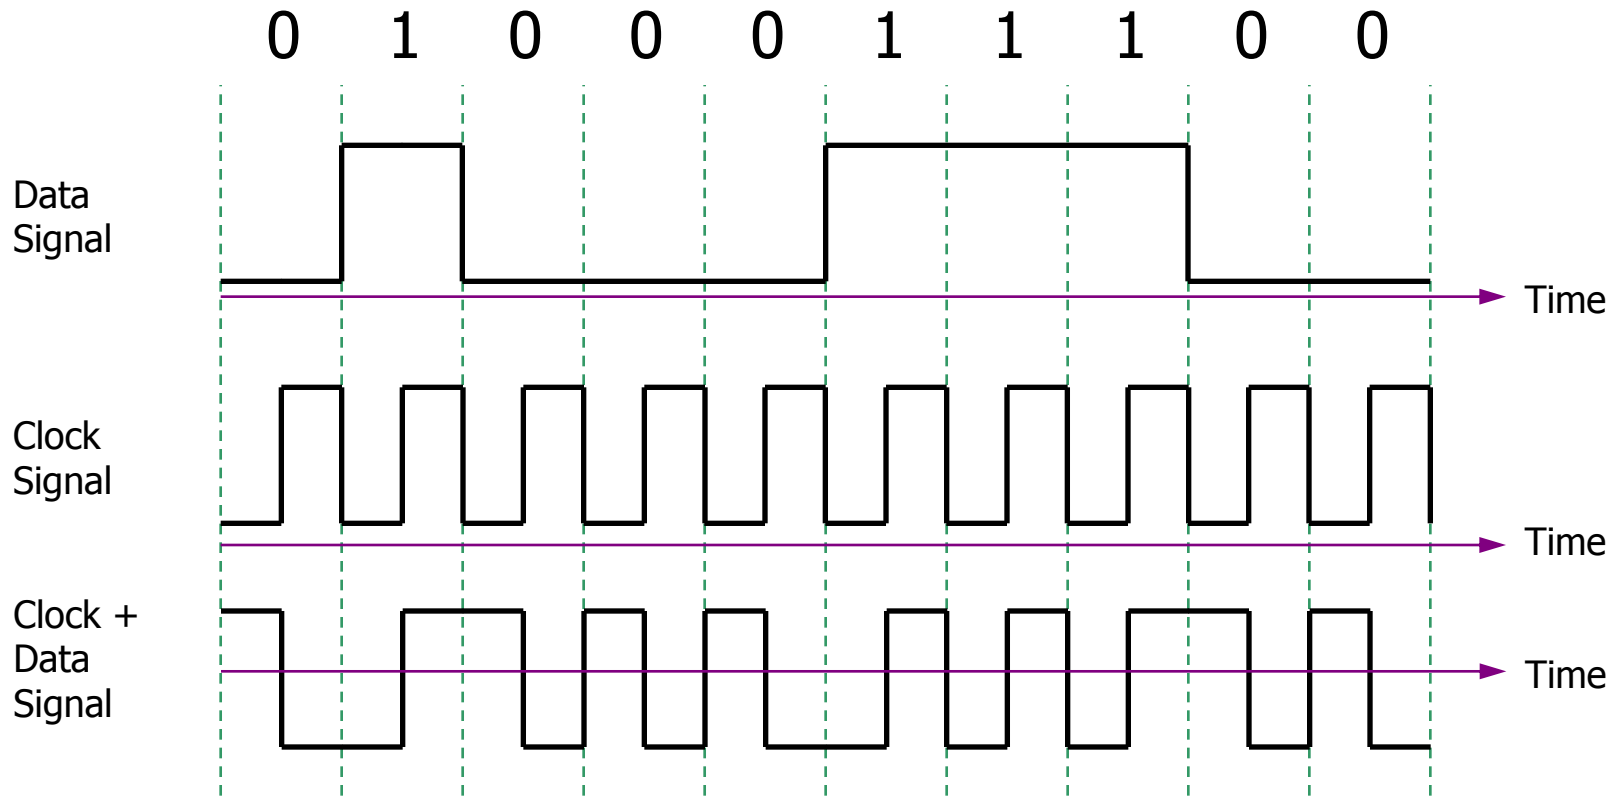 0 1 0 0 0 1 1 1 0 0
Data
Signal
Time
Clock
Signal
Time
Clock +
Data
Signal
Time